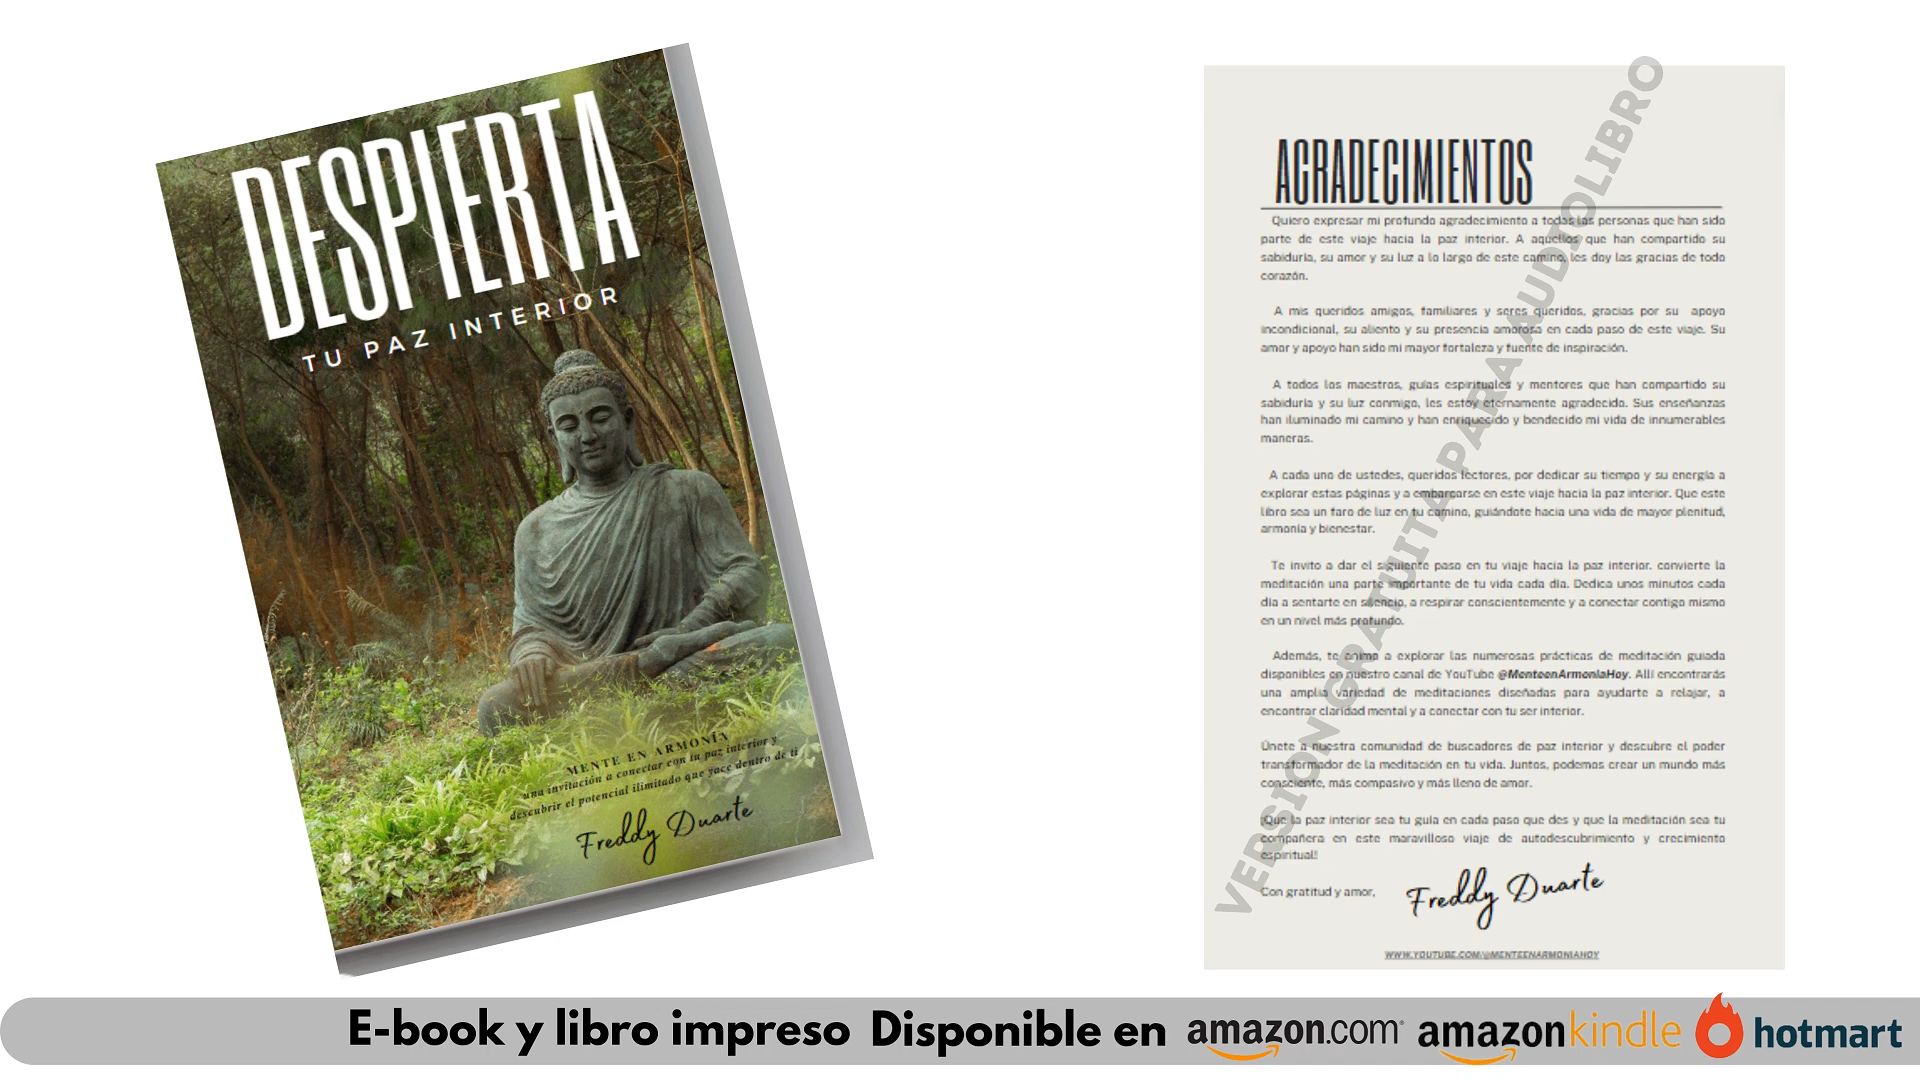 DESPIERTA
TU PAZ INTERIOR
MENTE EN ARMONÍA
una invitación a conectar con tu paz interior y
descubrir el potencial ilimitado que yace dentro de ti
Freddy Duarte
AGRADECIMIENTOS
Quiero expresar mi profundo agradecimiento a todas las personas que han sido
parte de este viaje hacia la paz interior. A aquellos que han compartido su
sabiduría, su amor y su luz a lo largo de este camino, les doy las gracias de todo
corazón.
A mis queridos amigos, familiares y seres queridos, gracias por su apoyo
incondicional, su aliento y su presencia amorosa en cada paso de este viaje. Su
amor y apoyo han sido mi mayor fortaleza y fuente de inspiración.
A todos los maestros, guías espirituales y mentores que han compartido su
sabiduría y su luz conmigo, les estoy eternamente agradecido. Sus enseñanzas
han iluminado mi camino y han enriquecido y bendecido mi vida de innumerables
maneras.
A cada uno de ustedes, queridos lectores, por dedicar su tiempo y su energía a
explorar estas páginas y a embarcarse en este viaje hacia la paz interior. Que este
libro sea un faro de luz en tu camino, guiándote hacia una vida de mayor plenitud,
armonía y bienestar.
Te invito a dar el siguiente paso en tu viaje hacia la paz interior. convierte la
meditación una parte importante de tu vida cada día. Dedica unos minutos cada
día a sentarte en silencio, a respirar conscientemente y a conectar contigo mismo
en un nivel más profundo.
Además, te animo a explorar las numerosas prácticas de meditación guiada
disponibles en nuestro canal de YouTube @MenteenArmoniaHoy. Allí encontrarás
una amplia variedad de meditaciones diseñadas para ayudarte a relajar, a
encontrar claridad mental y a conectar con tu ser interior.
Únete a nuestra comunidad de buscadores de paz interior y descubre el poder
transformador de la meditación en tu vida. Juntos, podemos crear un mundo más
consciente, más compasivo y más lleno de amor.
¡Que la paz interior sea tu guía en cada paso que des y que la meditación sea tu
compañera en este maravilloso viaje de autodescubrimiento y crecimiento
espiritual!
Con gratitud y amor,
Freddy Duarte
WWW.YOUTUBE.COM/@MENTEENARMONIAHOY
VERSION GRATUITA PARA AUDIOLIBRO
E-book y libro impreso Disponible en amazon.com amazonkindle hotmart